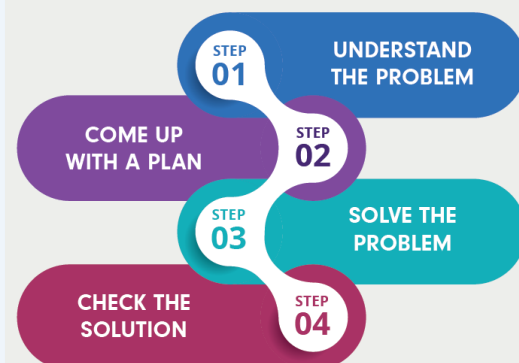 STEP
01
UNDERSTAND
THE PROBLEM
COME UP
WITH A PLAN
STEP
02
STEP
03
SOLVE THE
PROBLEM
CHECK THE
SOLUTION
STEP
04